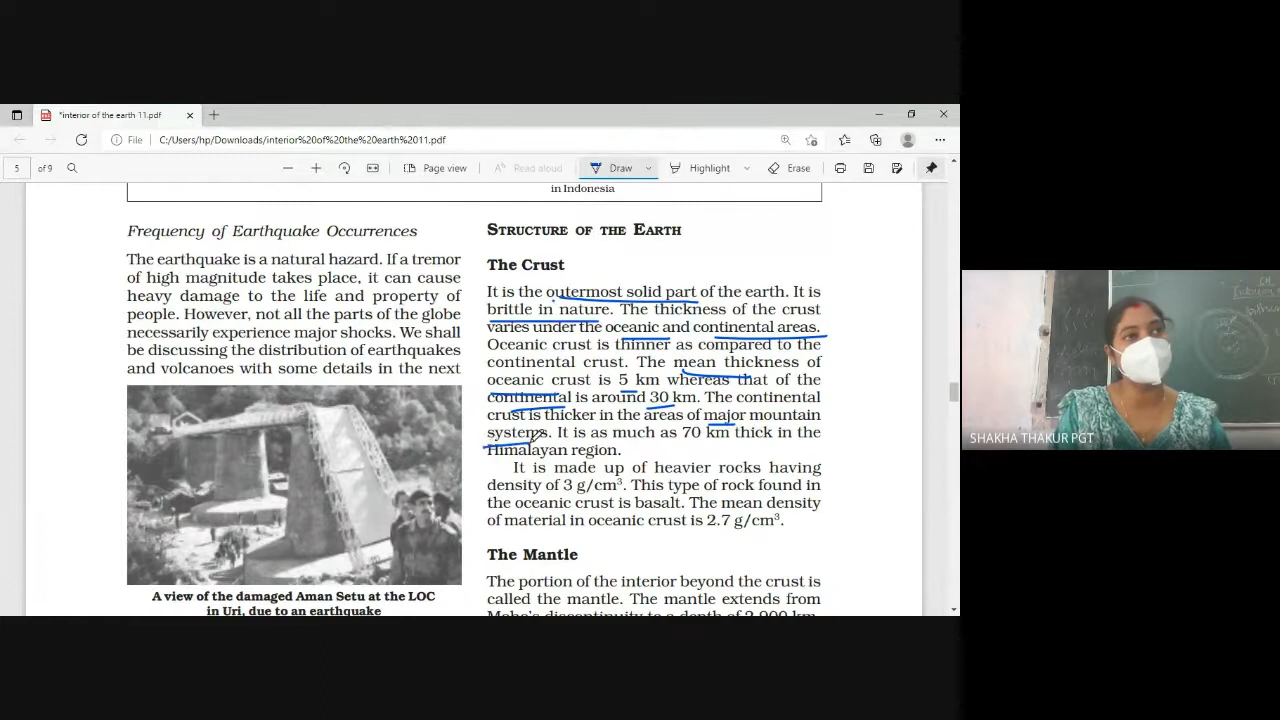 *interior of the earth 11.pdf
File
C:/Users/hp/Downloads/interior%20of%20the%20earth%2011.pdf
5 of 9
Page view
Read aloud
Draw
Highlight
Erase
in Indonesia
Frequency of Earthquake Occurrences
The earthquake is a natural hazard. If a tremor
of high magnitude takes place, it can cause
heavy damage to the life and property of
people. However, not all the parts of the globe
necessarily experience major shocks. We shall
be discussing the distribution of earthquakes
and volcanoes with some details in the next
A view of the damaged Aman Setu at the LOC
in Uri, due to an earthquake
STRUCTURE OF THE EARTH
The Crust
It is the outermost solid part of the earth. It is
brittle in nature. The thickness of the crust
varies under the oceanic and continental areas.
Oceanic crust is thinner as compared to the
continental crust. The mean thickness of
oceanic crust is 5 km whereas that of the
continental is around 30 km. The continental
crust is thicker in the areas of major mountain
systems. It is as much as 70 km thick in the
Himalayan region.
It is made up of heavier rocks having
density of 3 g/cm³. This type of rock found in
the oceanic crust is basalt. The mean density
of material in oceanic crust is 2.7 g/cm³.
The Mantle
The portion of the interior beyond the crust is
called the mantle. The mantle extends from
Moho's discontinuity to a depth of 2,900 km.
SHAKHA THAKUR PGT